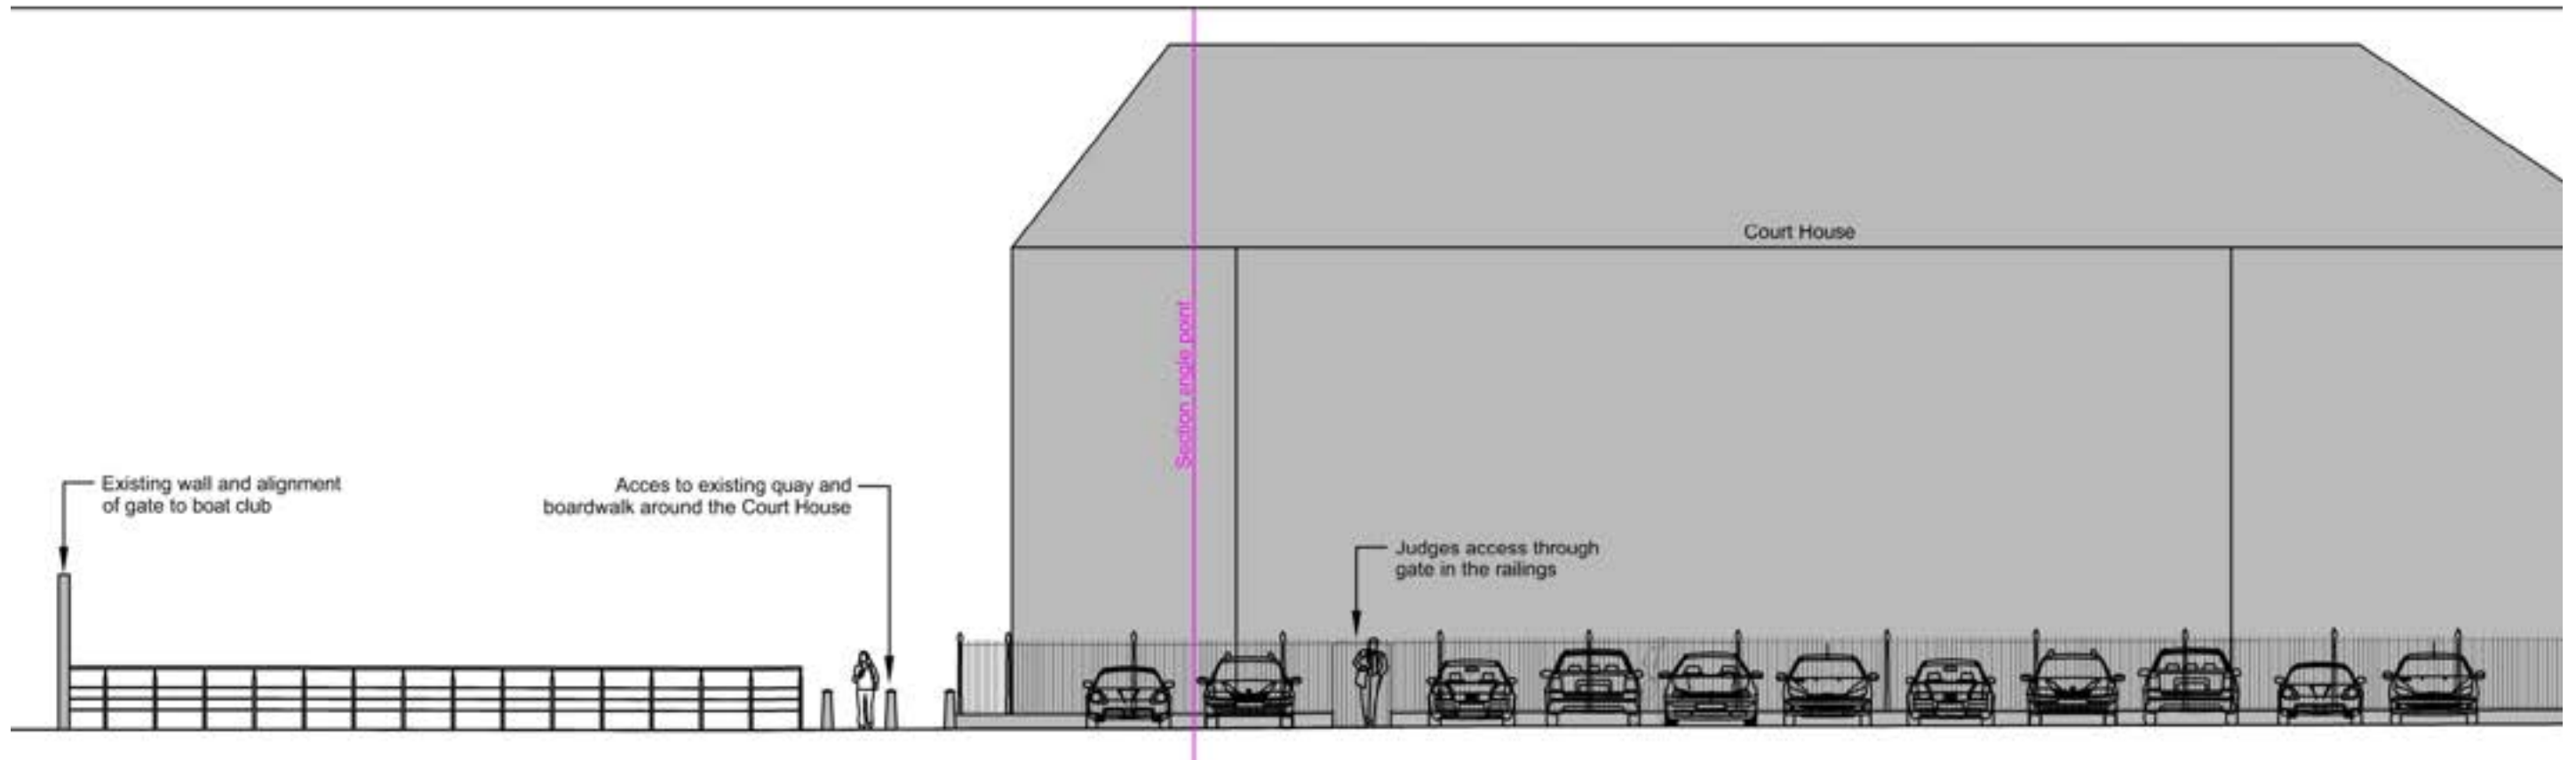 Court House
Section angle point
Existing wall and alignment
of gate to boat club
Acces to existing quay and
boardwalk around the Court House
Judges access through
gate in the railings